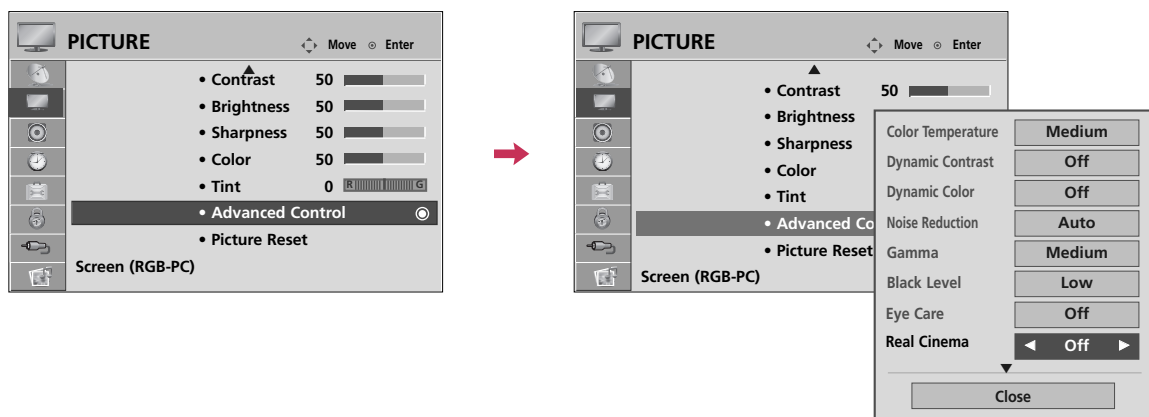 PICTURE Move Enter
• Contrast 50
• Brightness 50
• Sharpness 50
• Color 50
• Tint 0 R G
• Advanced Control
• Picture Reset
Screen (RGB-PC)
PICTURE Move Enter
• Contrast 50
• Brightness
• Sharpness
• Color
• Tint
• Advanced Co
• Picture Reset
Screen (RGB-PC)
Color Temperature Medium
Dynamic Contrast Off
Dynamic Color Off
Noise Reduction Auto
Gamma Medium
Black Level Low
Eye Care Off
Real Cinema ◄ Off ►
Close